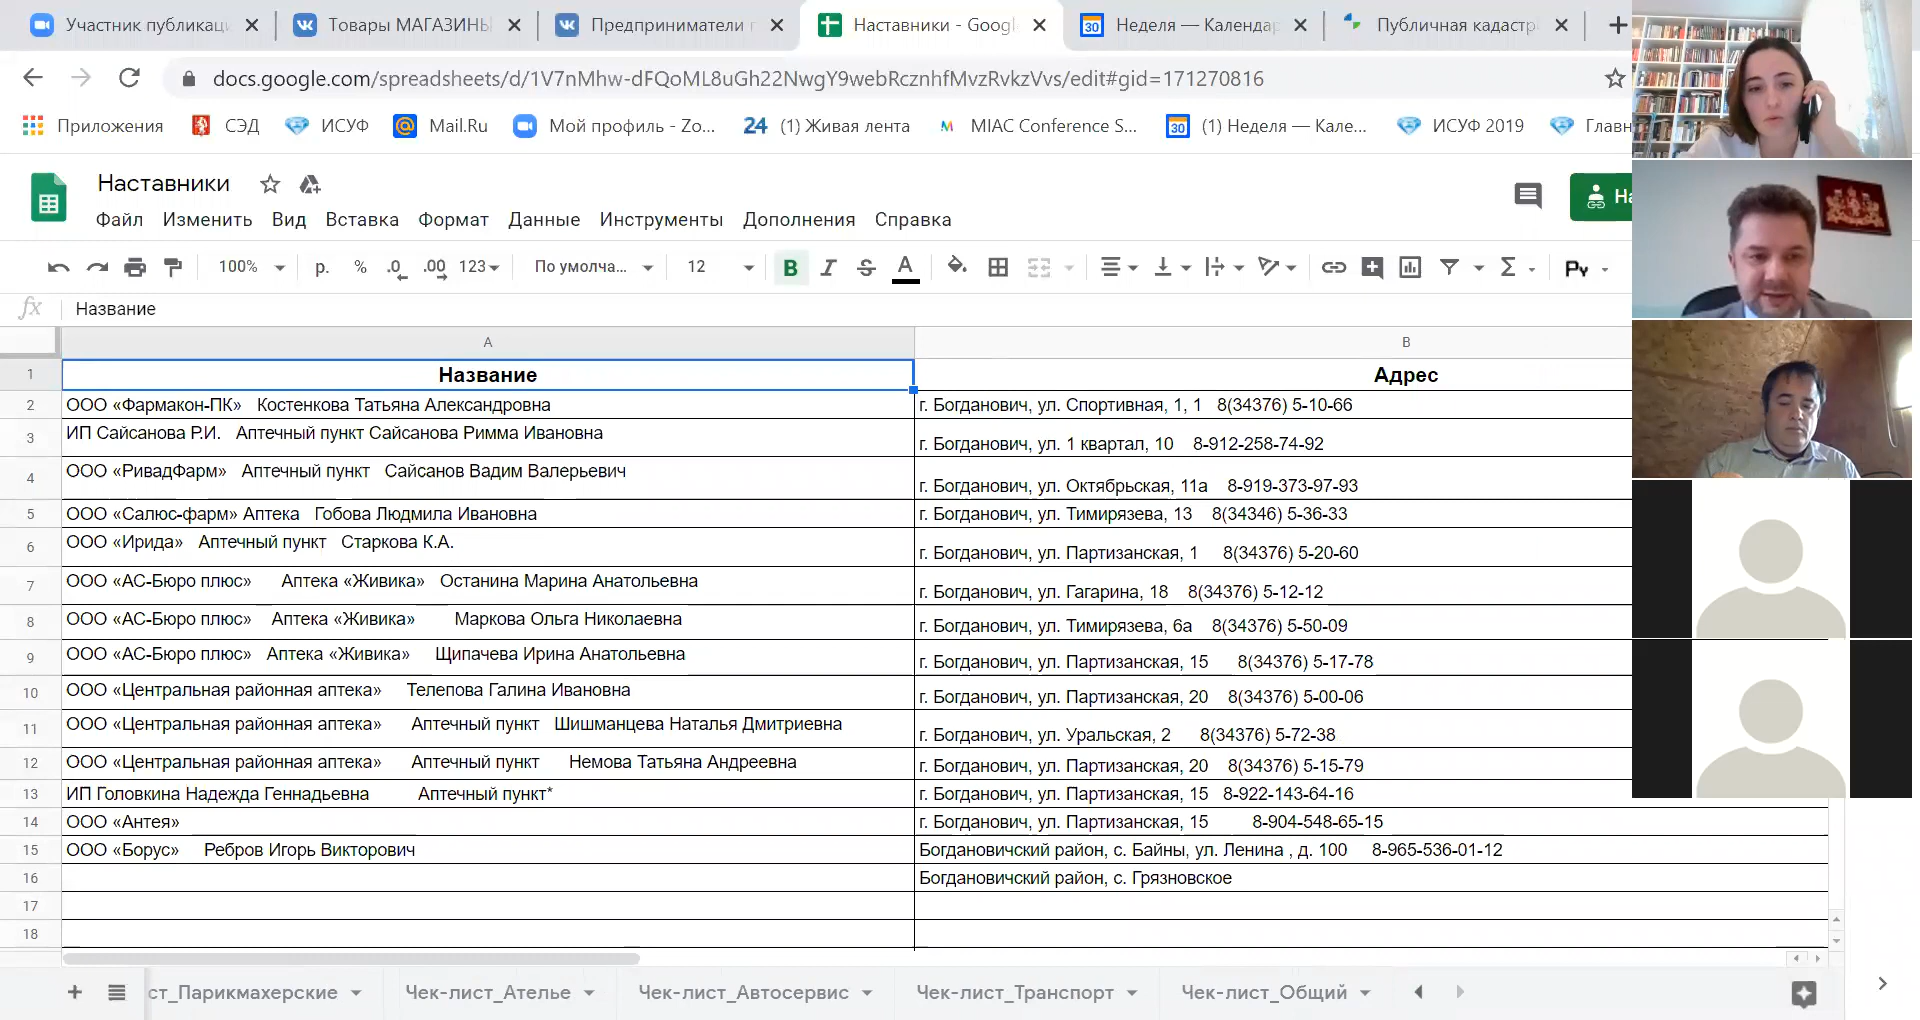 Участник публикаци
Товары МАГАЗИНЫ
Предприниматели г
Наставники - Googl
Неделя — Календар
Публичная кадастр
docs.google.com/spreadsheets/d/1V7nMhw-dFQoML8uGh22NwgY9webRcznhfMvzRvkzVvs/edit#gid=171270816
Приложения
СЭД
ИСУФ
Mail.Ru
Мой профиль - Zo...
24 (1) Живая лента
MIAC Conference S...
30 (1) Неделя — Кале...
ИСУФ 2019
Главн
Наставники
На
Файл Изменить Вид Вставка Формат Данные Инструменты Дополнения Справка
100% р. % .0 .00 123 По умолча... 12 B I S A Σ Ру
fx Название
A B
1 Название Адрес
2 ООО «Фармакон-ПК» Костенкова Татьяна Александровна г. Богданович, ул. Спортивная, 1, 1 8(34376) 5-10-66
3 ИП Сайсанова Р.И. Аптечный пункт Сайсанова Римма Ивановна г. Богданович, ул. 1 квартал, 10 8-912-258-74-92
4 ООО «РивадФарм» Аптечный пункт Сайсанов Вадим Валерьевич г. Богданович, ул. Октябрьская, 11а 8-919-373-97-93
5 ООО «Салюс-фарм» Аптека Гобова Людмила Ивановна г. Богданович, ул. Тимирязева, 13 8(34346) 5-36-33
6 ООО «Ирида» Аптечный пункт Старкова К.А. г. Богданович, ул. Партизанская, 1 8(34376) 5-20-60
7 ООО «АС-Бюро плюс» Аптека «Живика» Останина Марина Анатольевна г. Богданович, ул. Гагарина, 18 8(34376) 5-12-12
8 ООО «АС-Бюро плюс» Аптека «Живика» Маркова Ольга Николаевна г. Богданович, ул. Тимирязева, 6а 8(34376) 5-50-09
9 ООО «АС-Бюро плюс» Аптека «Живика» Щипачева Ирина Анатольевна г. Богданович, ул. Партизанская, 15 8(34376) 5-17-78
10 ООО «Центральная районная аптека» Телепова Галина Ивановна г. Богданович, ул. Партизанская, 20 8(34376) 5-00-06
11 ООО «Центральная районная аптека» Аптечный пункт Шишманцева Наталья Дмитриевна г. Богданович, ул. Уральская, 2 8(34376) 5-72-38
12 ООО «Центральная районная аптека» Аптечный пункт Немова Татьяна Андреевна г. Богданович, ул. Партизанская, 20 8(34376) 5-15-79
13 ИП Головкина Надежда Геннадьевна Аптечный пункт* г. Богданович, ул. Партизанская, 15 8-922-143-64-16
14 ООО «Антея» г. Богданович, ул. Партизанская, 15 8-904-548-65-15
15 ООО «Борус» Ребров Игорь Викторович Богдановичский район, с. Байны, ул. Ленина , д. 100 8-965-536-01-12
16 Богдановичский район, с. Грязновское
17
18
ст_Парикмахерские Чек-лист_Ателье Чек-лист_Автосервис Чек-лист_Транспорт Чек-лист_Общий